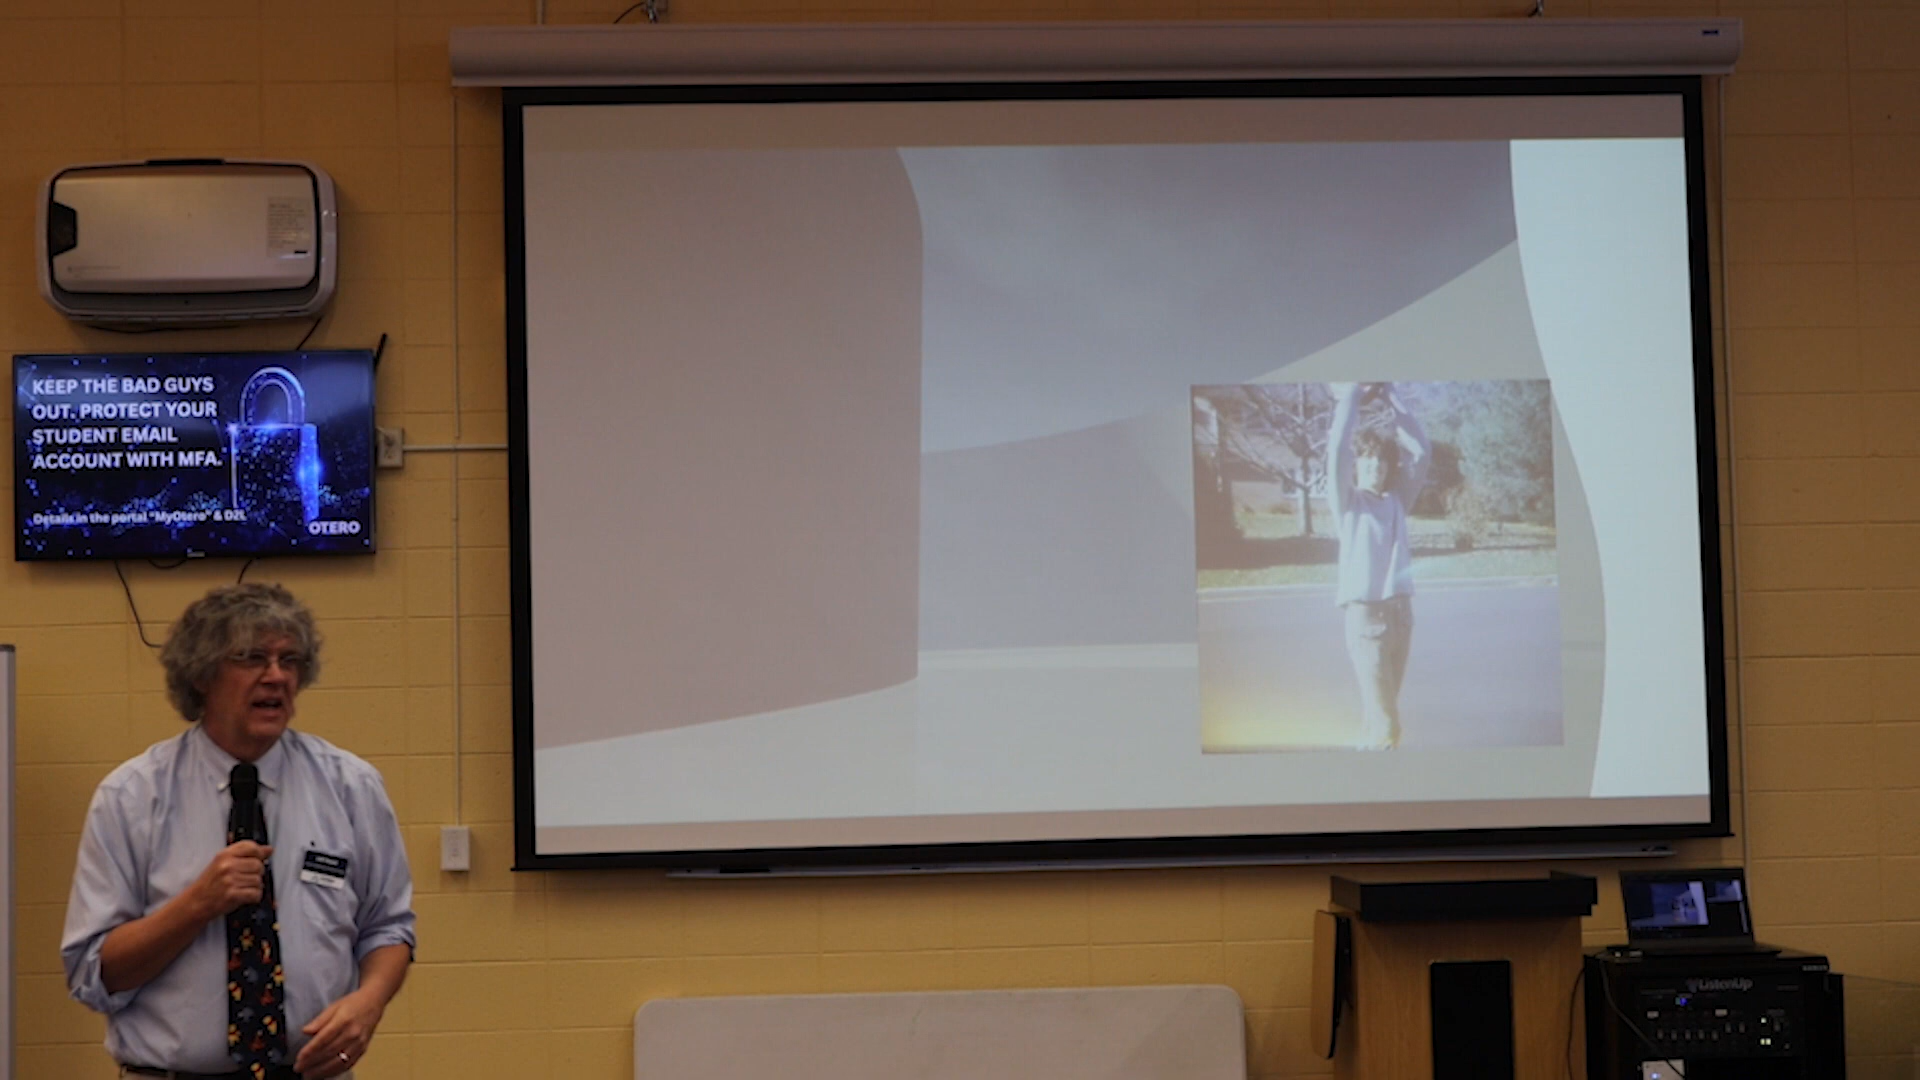 KEEP THE BAD GUYS
OUT. PROTECT YOUR
STUDENT EMAIL
ACCOUNT WITH MFA.
Details in the portal "MyOtero" & D2L
OTERO
ListenUp